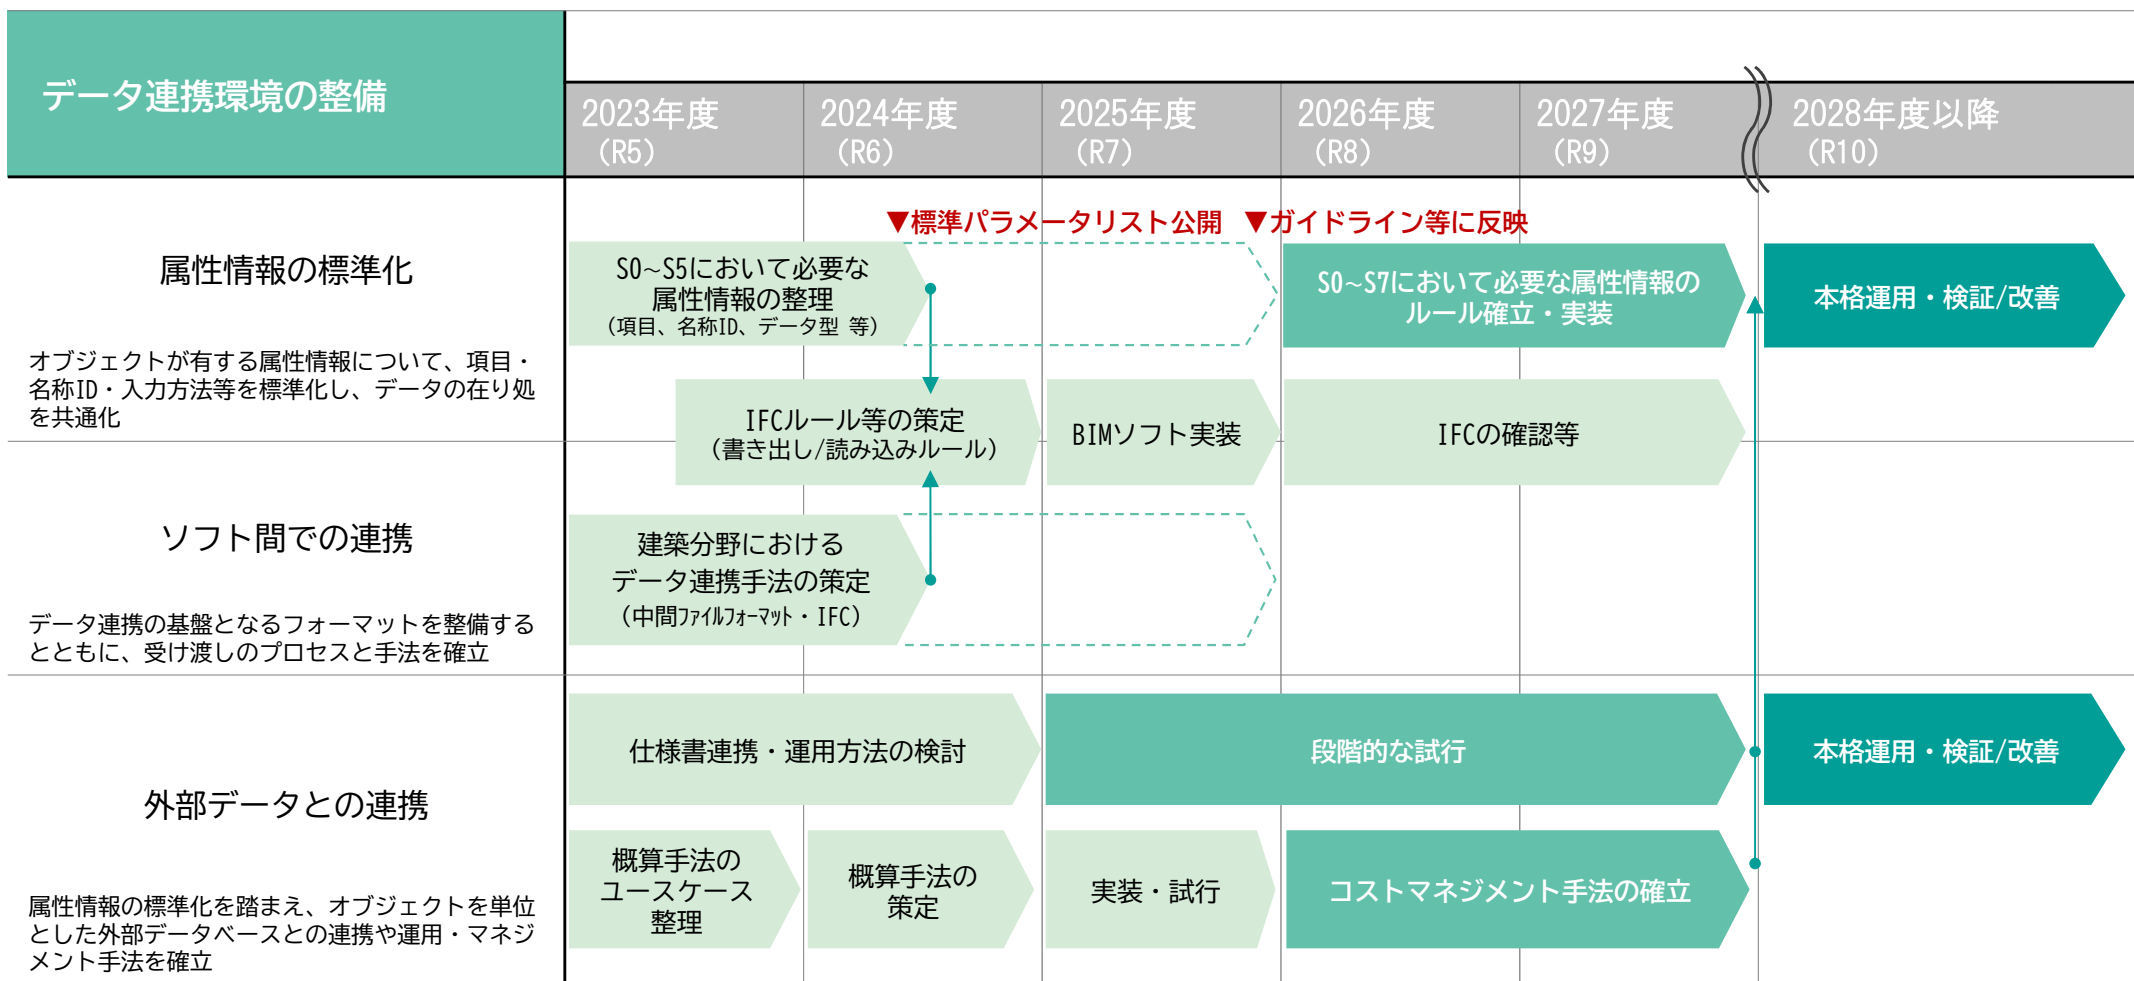 データ連携環境の整備
2023年度
(R5)
2024年度
(R6)
2025年度
(R7)
2026年度
(R8)
2027年度
(R9)
2028年度以降
(R10)
属性情報の標準化
オブジェクトが有する属性情報について、項目・
名称ID・入力方法等を標準化し、データの在り処
を共通化
▼標準パラメータリスト公開
▼ガイドライン等に反映
S0~S5において必要な
属性情報の整理
(項目、名称ID、データ型 等)
S0~S7において必要な属性情報の
ルール確立・実装
本格運用・検証/改善
IFCルール等の策定
(書き出し/読み込みルール)
BIMソフト実装
IFCの確認等
ソフト間での連携
データ連携の基盤となるフォーマットを整備する
とともに、受け渡しのプロセスと手法を確立
建築分野における
データ連携手法の策定
(中間ﾌｧｲﾙﾌｫｰﾏｯﾄ・IFC)
外部データとの連携
属性情報の標準化を踏まえ、オブジェクトを単位
とした外部データベースとの連携や運用・マネジ
メント手法を確立
仕様書連携・運用方法の検討
段階的な試行
本格運用・検証/改善
概算手法の
ユースケース
整理
概算手法の
策定
実装・試行
コストマネジメント手法の確立